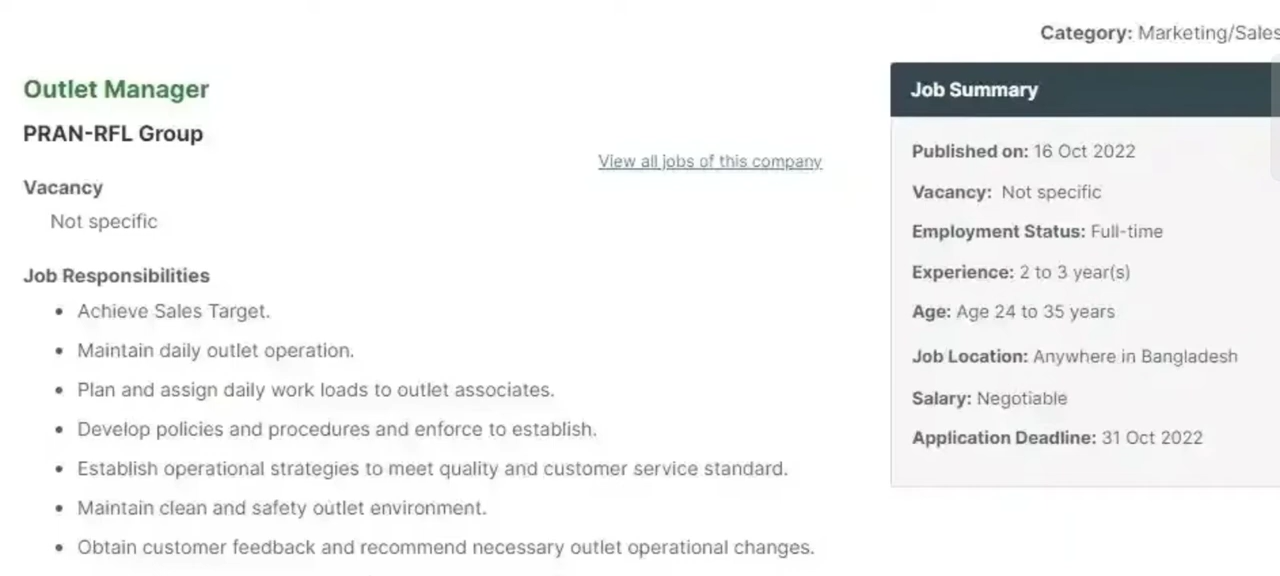 Category: Marketing/Sales
Outlet Manager
PRAN-RFL Group
View all jobs of this company
Vacancy
Not specific
Job Responsibilities
Achieve Sales Target.
Maintain daily outlet operation.
Plan and assign daily work loads to outlet associates.
Develop policies and procedures and enforce to establish.
Establish operational strategies to meet quality and customer service standard.
Maintain clean and safety outlet environment.
Obtain customer feedback and recommend necessary outlet operational changes.
Job Summary
Published on: 16 Oct 2022
Vacancy: Not specific
Employment Status: Full-time
Experience: 2 to 3 year(s)
Age: Age 24 to 35 years
Job Location: Anywhere in Bangladesh
Salary: Negotiable
Application Deadline: 31 Oct 2022